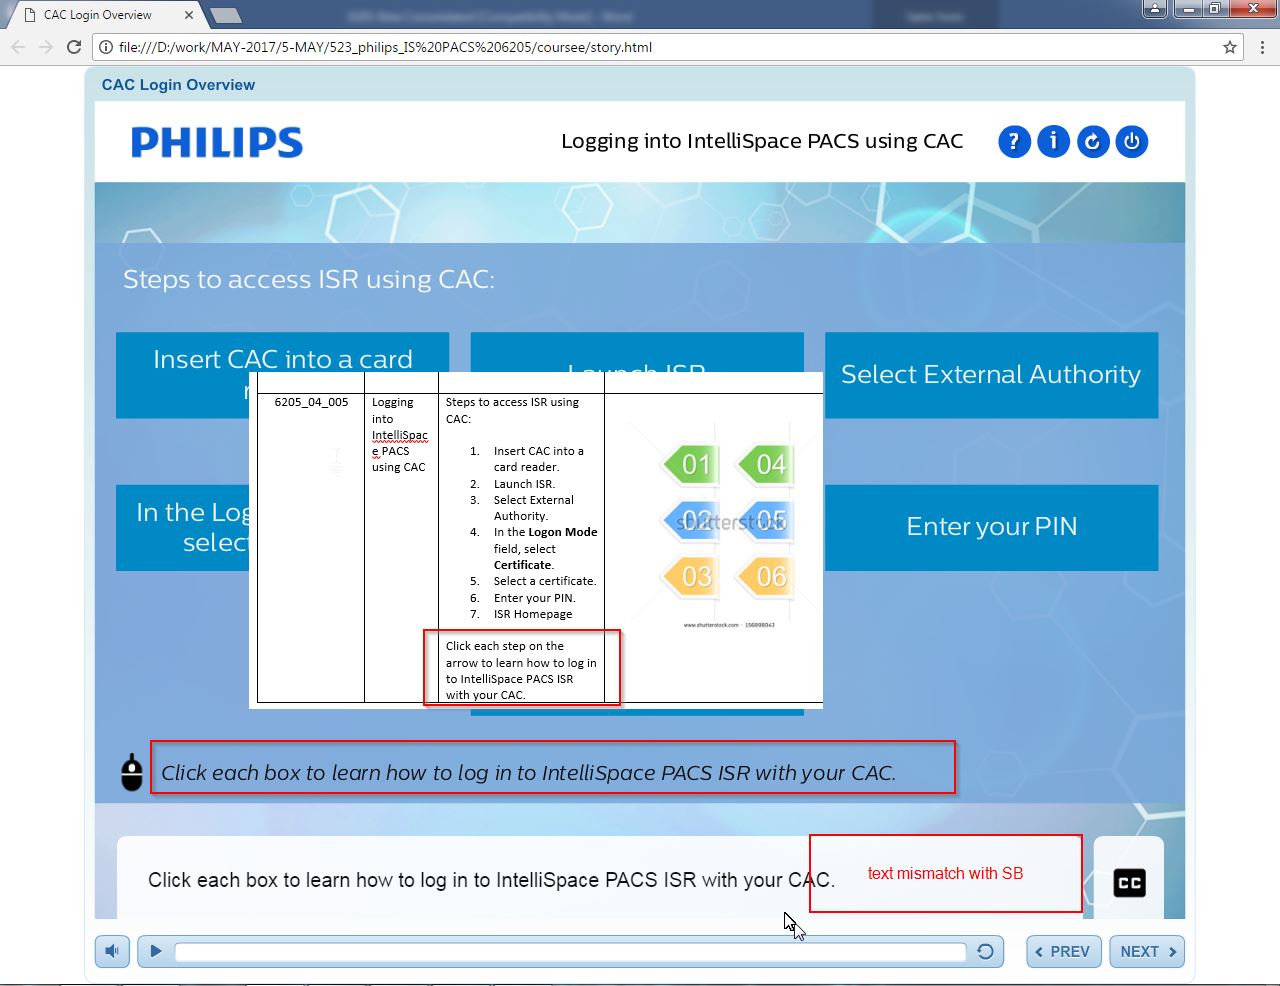 CAC Login Overview
file:///D:/work/MAY-2017/5-MAY/523_philips_IS%20PACS%206205/coursee/story.html
CAC Login Overview
PHILIPS
Logging into IntelliSpace PACS using CAC
Steps to access ISR using CAC:
Insert CAC into a card
Launch ISR
Select External Authority
In the Log
select
Enter your PIN
6205_04_005
Logging
into
IntelliSpac
e PACS
using CAC
Steps to access ISR using
CAC:
1. Insert CAC into a
card reader.
2. Launch ISR.
3. Select External
Authority.
4. In the Logon Mode
field, select
Certificate.
5. Select a certificate.
6. Enter your PIN.
7. ISR Homepage
Click each step on the
arrow to learn how to log in
to IntelliSpace PACS ISR
with your CAC.
01 04
02 05
shutterstock
03 06
www.shutterstock.com · 156898043
Click each box to learn how to log in to IntelliSpace PACS ISR with your CAC.
Click each box to learn how to log in to IntelliSpace PACS ISR with your CAC.
text mismatch with SB
CC
PREV
NEXT